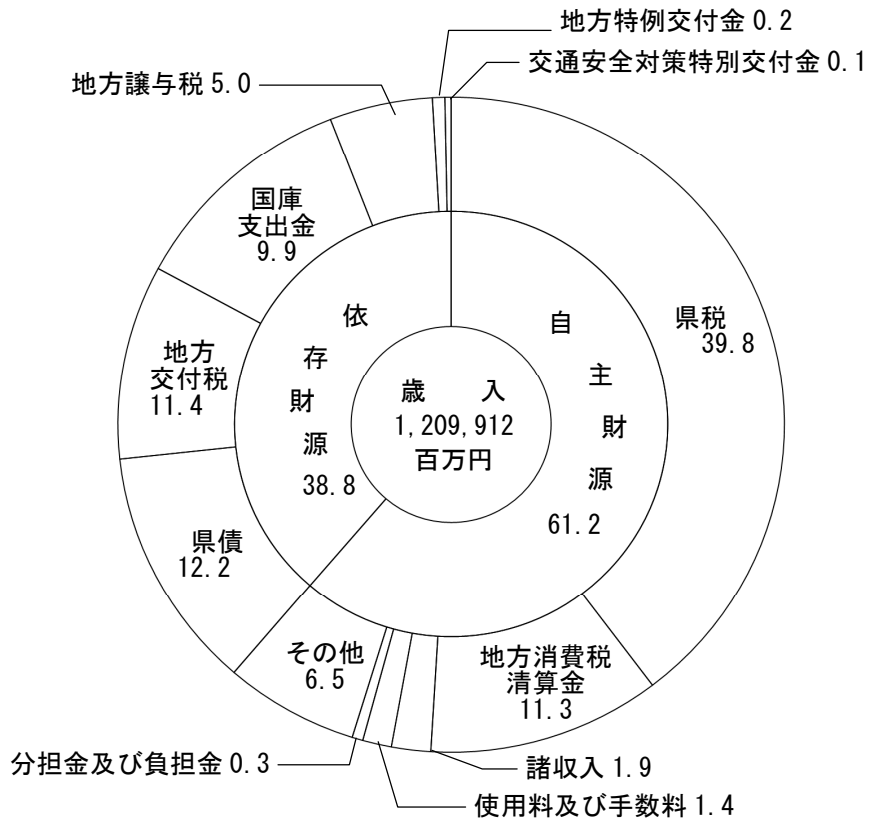 地方特例交付金 0.2
交通安全対策特別交付金 0.1
地方譲与税 5.0
国庫
支出金
9.9
地方
交付税
11.4
県債
12.2
依存財源
38.8
歳入
1,209,912
百万円
自主財源
61.2
県税
39.8
地方消費税
清算金
11.3
その他
6.5
分担金及び負担金 0.3
諸収入 1.9
使用料及び手数料 1.4